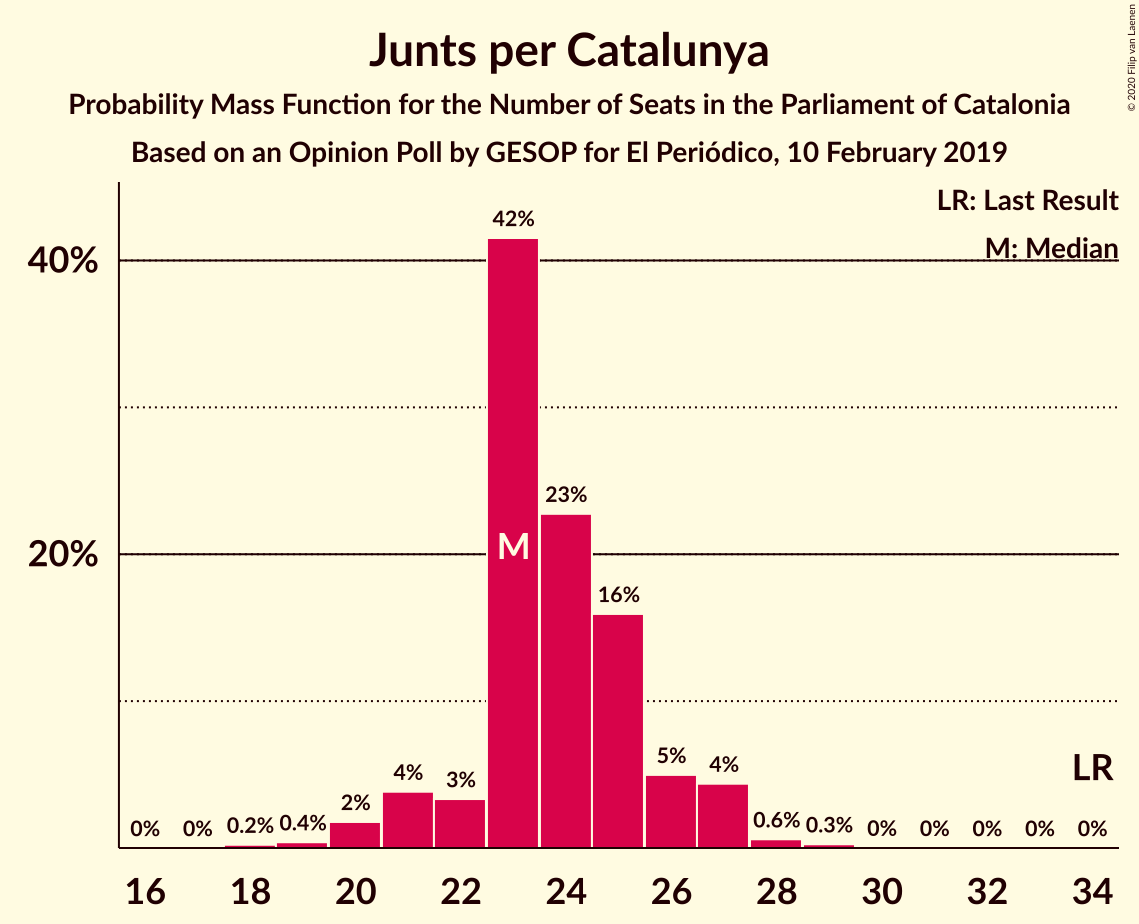 Junts per Catalunya
Probability Mass Function for the Number of Seats in the Parliament of Catalonia
Based on an Opinion Poll by GESOP for El Periódico, 10 February 2019
© 2020 Filip van Laenen
LR: Last Result
M: Median
40%
20%
0%
0%
0.2%
0.4%
2%
4%
3%
42%
M
23%
16%
5%
4%
0.6%
0.3%
0%
0%
0%
0%
0%
LR
16 18 20 22 24 26 28 30 32 34